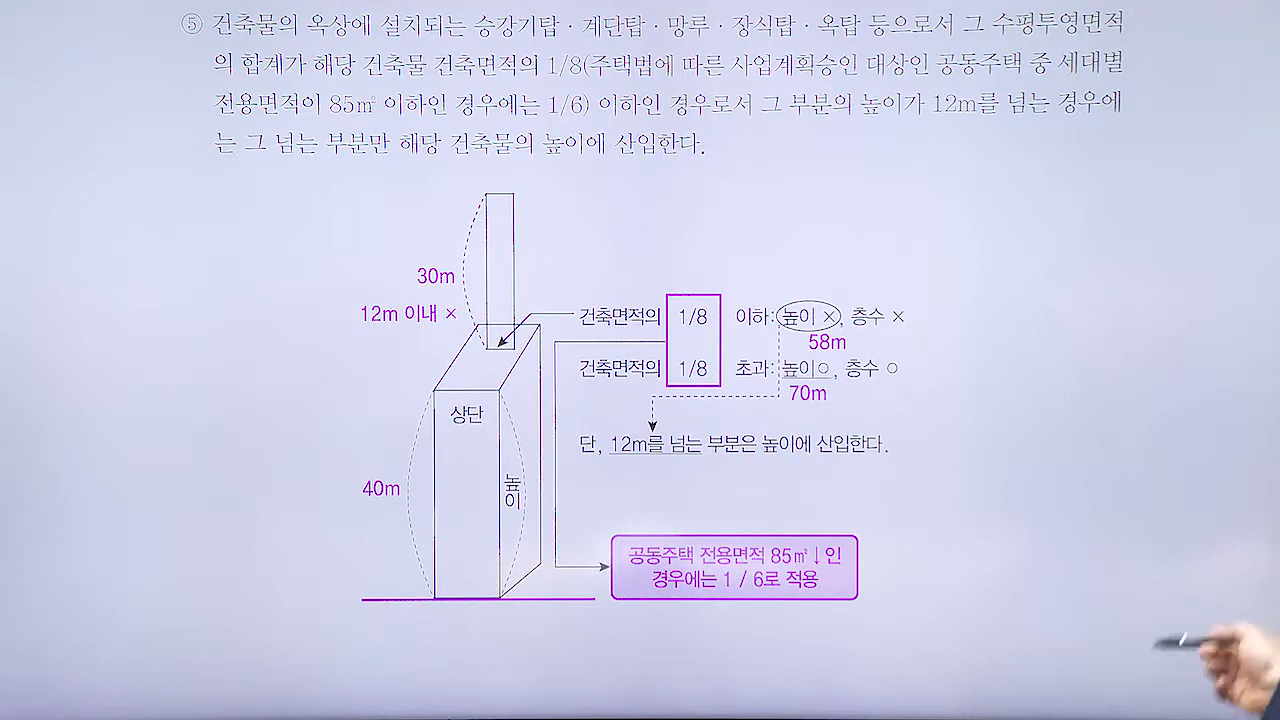 ⑤ 건축물의 옥상에 설치되는 승강기탑·계단탑·망루·장식탑·옥탑 등으로서 그 수평투영면적
의 합계가 해당 건축물 건축면적의 1/8(주택법에 따른 사업계획승인 대상인 공동주택 중 세대별
전용면적이 85㎡ 이하인 경우에는 1/6) 이하인 경우로서 그 부분의 높이가 12m를 넘는 경우에
는 그 넘는 부분만 해당 건축물의 높이에 산입한다.
30m
12m 이내 ×
건축면적의 1/8 이하: 높이 ×, 층수 ×
58m
건축면적의 1/8 초과: 높이○, 층수 ○
70m
상단
단, 12m를 넘는 부분은 높이에 산입한다.
40m
높이
공동주택 전용면적 85㎡↓인
경우에는 1 / 6로 적용